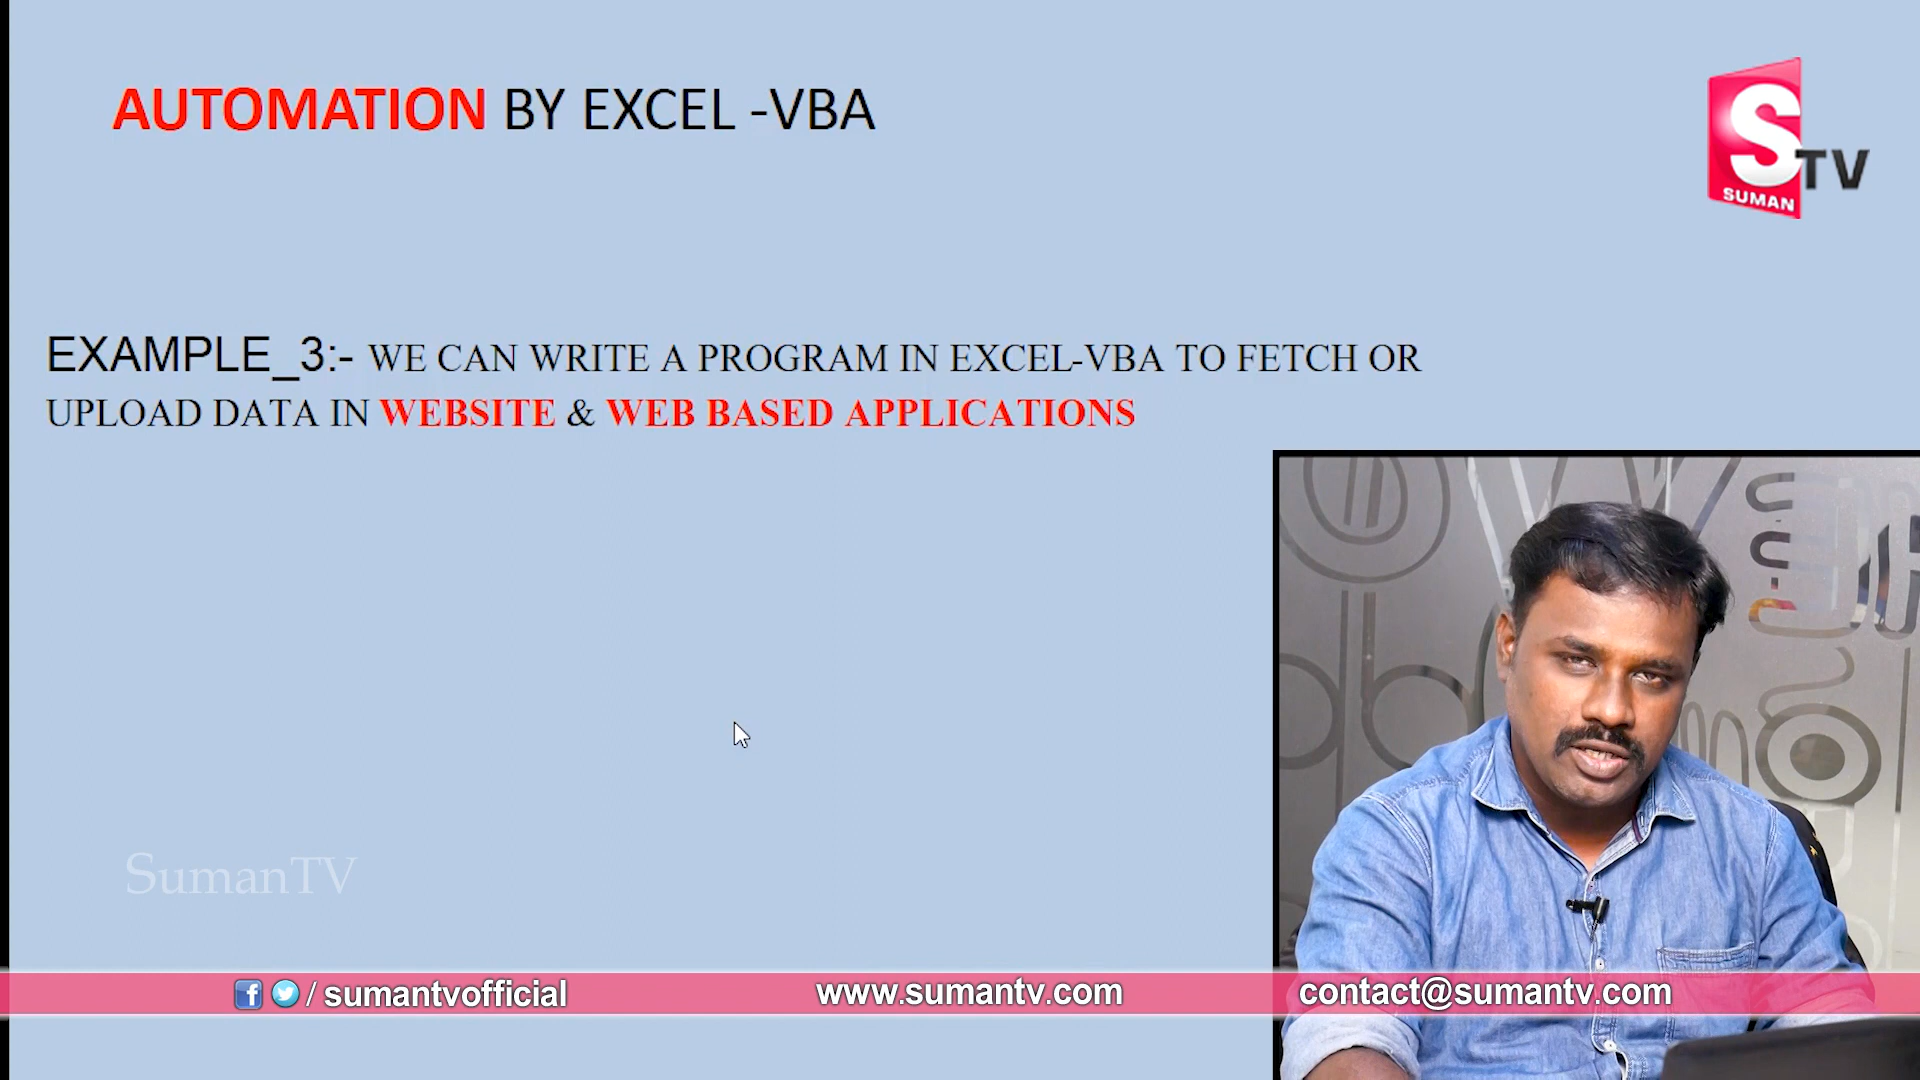 AUTOMATION BY EXCEL -VBA
S TV
SUMAN
EXAMPLE_3:- WE CAN WRITE A PROGRAM IN EXCEL-VBA TO FETCH OR
UPLOAD DATA IN WEBSITE & WEB BASED APPLICATIONS
SumanTV
/ sumantvofficial
www.sumantv.com
contact@sumantv.com